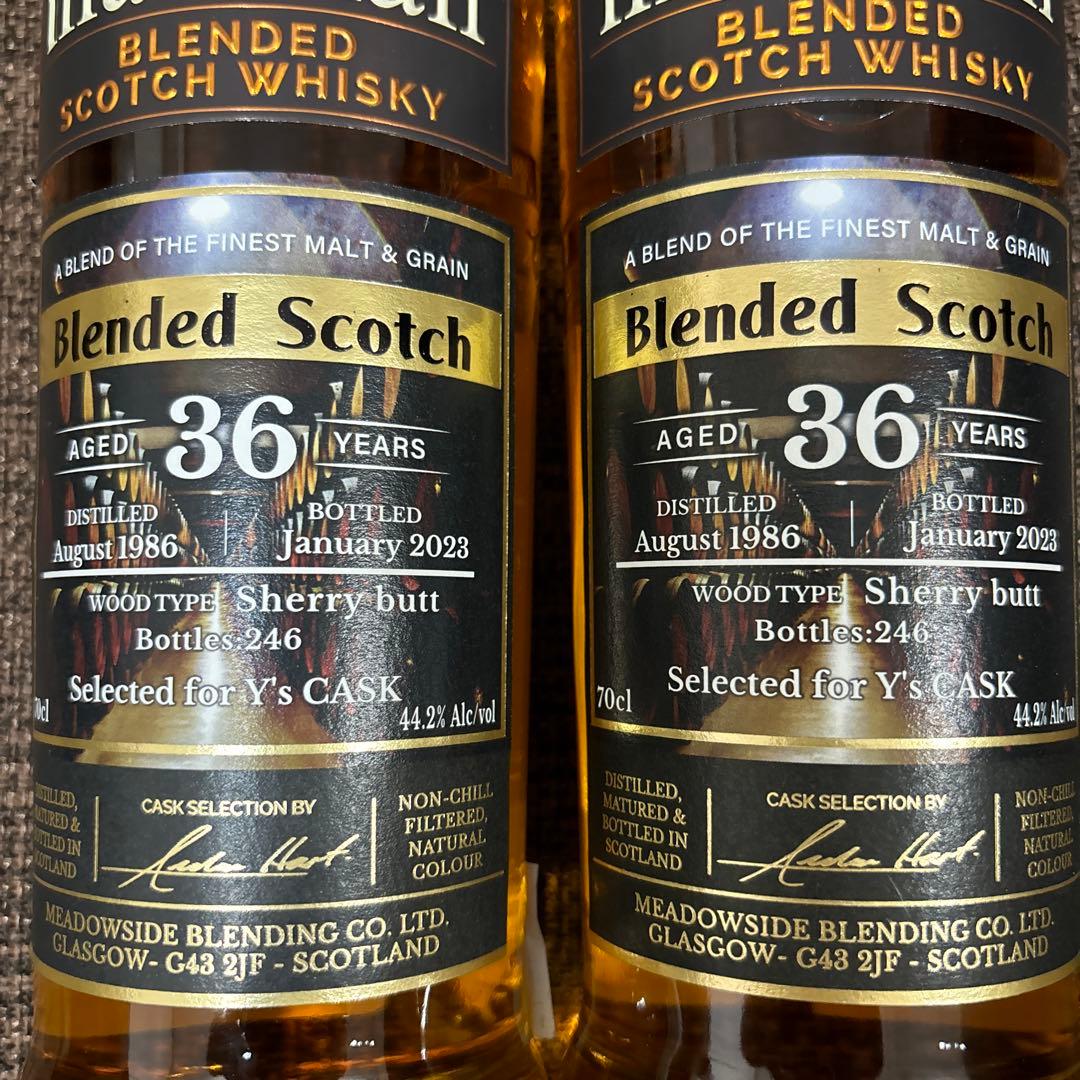 BLENDED
SCOTCH WHISKY
A BLEND OF THE FINEST MALT & GRAIN
Blended Scotch
AGED 36 YEARS
DISTILLED BOTTLED
August 1986 January 2023
WOOD TYPE Sherry butt
Bottles:246
Selected for Y's CASK
70cl 44.2% Alc/vol
DISTILLED,
MATURED &
BOTTLED IN
SCOTLAND
CASK SELECTION BY
NON-CHILL
FILTERED,
NATURAL
COLOUR
MEADOWSIDE BLENDING CO. LTD.
GLASGOW- G43 2JF - SCOTLAND
BLENDED
SCOTCH WHISKY
A BLEND OF THE FINEST MALT & GRAIN
Blended Scotch
AGED 36 YEARS
DISTILLED BOTTLED
August 1986 January 2023
WOOD TYPE Sherry butt
Bottles:246
Selected for Y's CASK
70cl 44.2% Alc/vol
DISTILLED,
MATURED &
BOTTLED IN
SCOTLAND
CASK SELECTION BY
NON-CHILL
FILTERED,
NATURAL
COLOUR
MEADOWSIDE BLENDING CO. LTD.
GLASGOW- G43 2JF - SCOTLAND